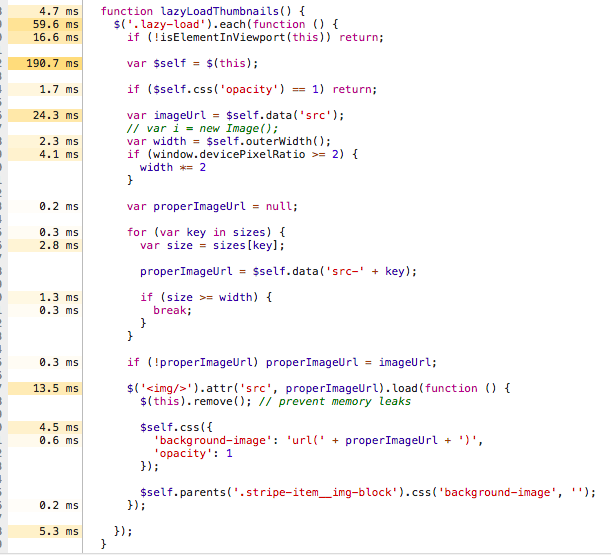 4.7 ms function lazyLoadThumbnails() {
59.6 ms $('.lazy-load').each(function () {
16.6 ms if (!isElementInViewport(this)) return;
190.7 ms var $self = $(this);
1.7 ms if ($self.css('opacity') == 1) return;
24.3 ms var imageUrl = $self.data('src');
// var i = new Image();
2.3 ms var width = $self.outerWidth();
4.1 ms if (window.devicePixelRatio >= 2) {
width *= 2
}
0.2 ms var properImageUrl = null;
0.3 ms for (var key in sizes) {
2.8 ms var size = sizes[key];
properImageUrl = $self.data('src-' + key);
1.3 ms if (size >= width) {
0.3 ms break;
}
}
0.3 ms if (!properImageUrl) properImageUrl = imageUrl;
13.5 ms $('<img/>').attr('src', properImageUrl).load(function () {
$(this).remove(); // prevent memory leaks
4.5 ms $self.css({
0.6 ms 'background-image': 'url(' + properImageUrl + ')',
'opacity': 1
});
$self.parents('.stripe-item__img-block').css('background-image', '');
0.2 ms });
5.3 ms });
}